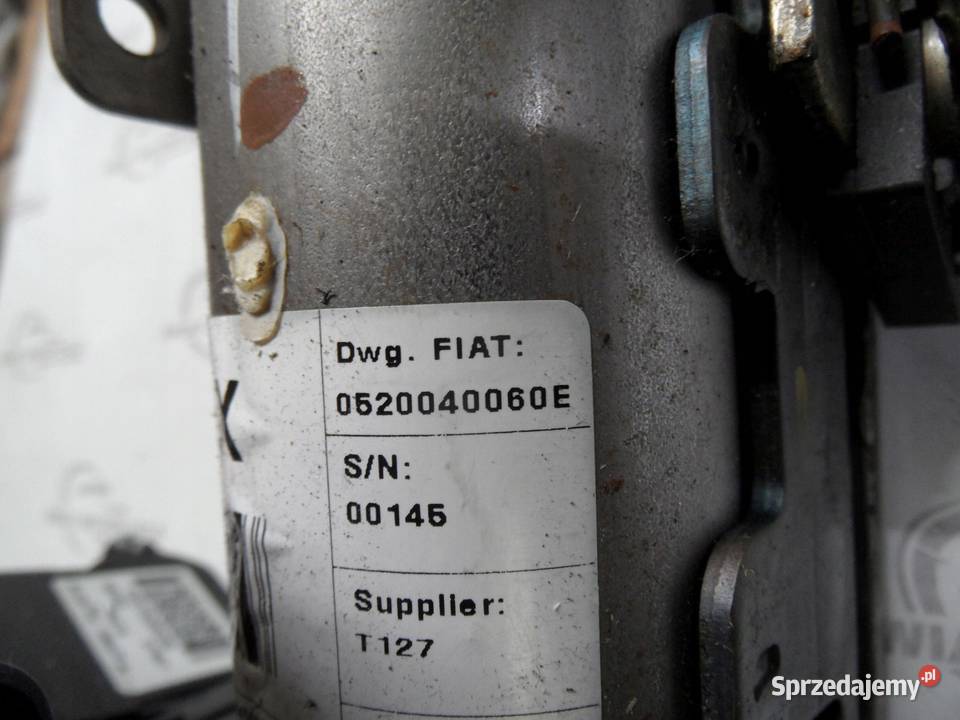 Dwg. FIAT:
0520040060E
S/N:
00145
Supplier:
T127
Sprzedajemy.pl